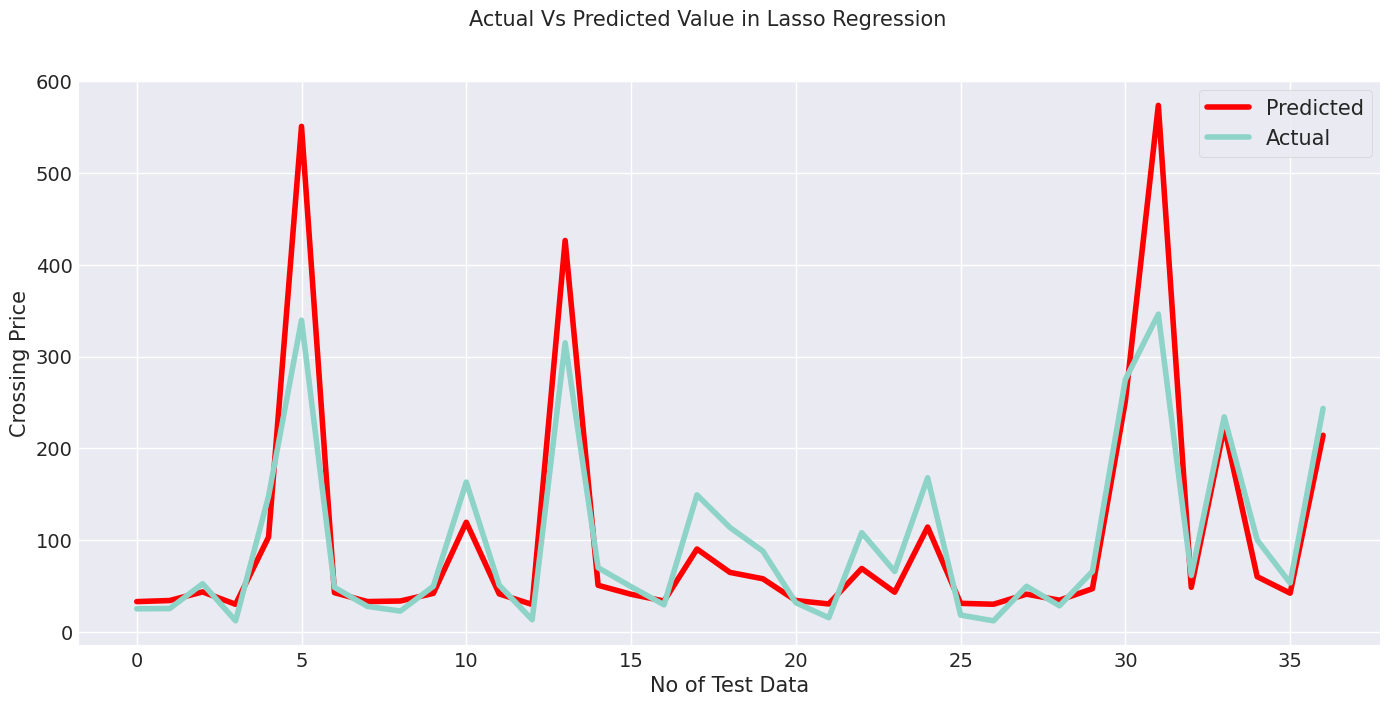 Actual Vs Predicted Value in Lasso Regression
600
500
400
300
200
100
0
Crossing Price
Predicted
Actual
0 5 10 15 20 25 30 35
No of Test Data